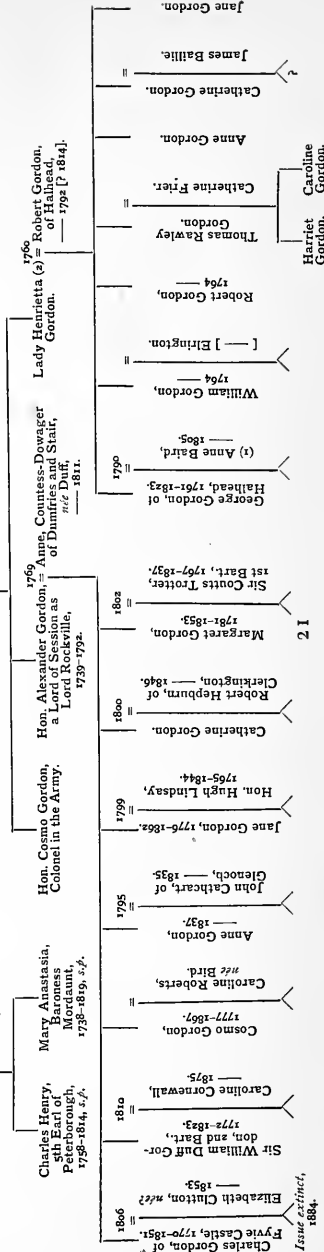 Charles Henry,
5th Earl of
Peterborough,
1758-1814, s.p.
Mary Anastasia,
Baroness
Mordaunt,
1738-1819, s.p.
Hon. Cosmo Gordon,
Colonel in the Army.
1769
Hon. Alexander Gordon, = Anne, Countess-Dowager
a Lord of Session as of Dumfries and Stair,
Lord Rockville, née Duff,
1739-1792. —— 1811.
1760
Lady Henrietta (2) = Robert Gordon,
Gordon. of Halhead,
—— 1792 [? 1814].
1806
Charles Gordon, of
Fyvie Castle, 1770-1851.
=
Elizabeth Clutton, née?
—— 1853.
Issue extinct,
1884.
1810
Sir William Duff Gor-
don, 2nd Bart.,
1772-1823.
=
Caroline Cornewall,
—— 1875.
Cosmo Gordon,
1777-1867.
=
Caroline Roberts,
née Bird.
1795
Anne Gordon,
—— 1837.
=
John Cathcart, of
Glenoch, —— 1835.
1799
Jane Gordon, 1776-1862.
=
Hon. Hugh Lindsay,
1765-1844.
1800
Catherine Gordon.
=
Robert Hepburn, of
Clerkington, —— 1846.
1802
Margaret Gordon,
1781-1853.
=
Sir Coutts Trotter,
1st Bart., 1767-1837.
1790
George Gordon, of
Halhead, 1761-1823.
=
(1) Anne Baird,
—— 1805.
William Gordon,
1764 ——
=
[ —— ] Elrington.
Robert Gordon,
1764 ——
Thomas Rawley
Gordon.
=
Catherine Frier.
Harriet
Gordon.
Caroline
Gordon.
Anne Gordon.
Catherine Gordon.
=
James Baillie.
?
Jane Gordon.
21